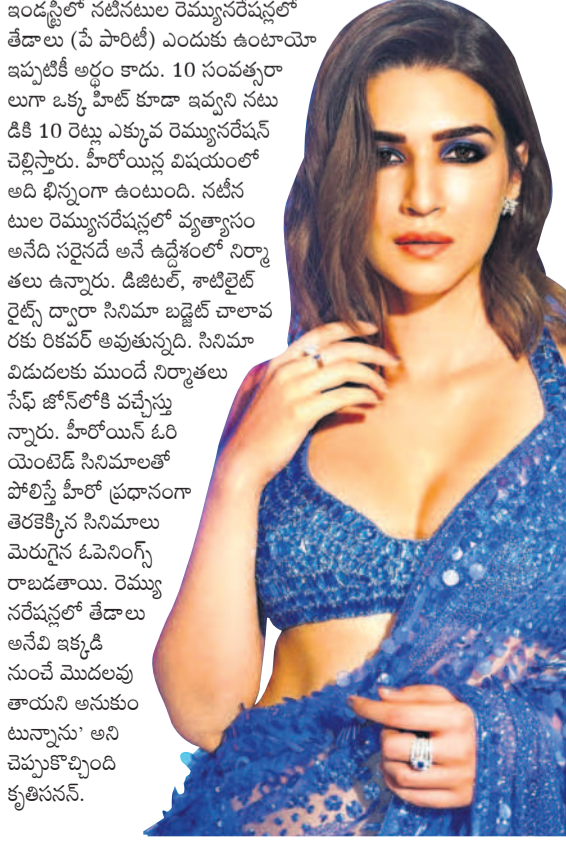 ఇండస్ట్రీలో నటీనటుల రెమ్యునరేషన్లలో
తేడాలు (పే పారిటీ) ఎందుకు ఉంటాయో
ఇప్పటికీ అర్థం కాదు. 10 సంవత్సరా
లుగా ఒక్క హిట్ కూడా ఇవ్వని నటు
డికి 10 రెట్లు ఎక్కువ రెమ్యునరేషన్
చెల్లిస్తారు. హీరోయిన్ల విషయంలో
అది భిన్నంగా ఉంటుంది. నటీన
టుల రెమ్యునరేషన్లలో వ్యత్యాసం
అనేది సరైనదే అనే ఉద్దేశంలో నిర్మా
తలు ఉన్నారు. డిజిటల్, శాటిలైట్
రైట్స్ ద్వారా సినిమా బడ్జెట్ చాలావ
రకు రికవర్ అవుతున్నది. సినిమా
విడుదలకు ముందే నిర్మాతలు
సేఫ్ జోన్‌లోకి వచ్చేస్తు
న్నారు. హీరోయిన్ ఓరి
యెంటెడ్ సినిమాలతో
పోలిస్తే హీరో ప్రధానంగా
తెరకెక్కిన సినిమాలు
మెరుగైన ఓపెనింగ్స్
రాబడతాయి. రెమ్యు
నరేషన్లలో తేడాలు
అనేవి ఇక్కడి
నుంచే మొదలవు
తాయని అనుకుం
టున్నాను' అని
చెప్పుకొచ్చింది
కృతిసనన్.